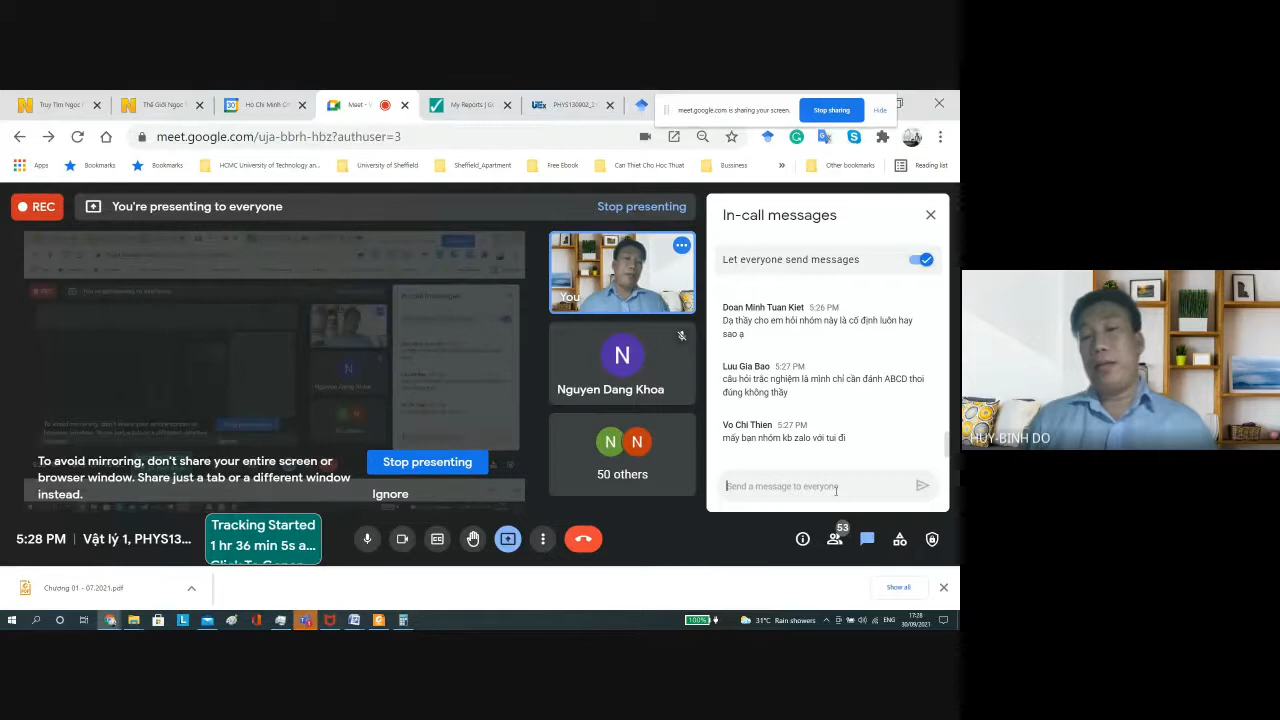 Truy Tìm Ngọc
Thế Giới Ngọc
Ho Chi Minh Ci
Meet -
My Reports | G
PHYS130902_2
meet.google.com is sharing your screen.
Stop sharing
Hide
meet.google.com/uja-bbrh-hbz?authuser=3
Apps
Bookmarks
Bookmarks
HCMC University of Technology an...
University of Sheffield
Sheffield_Apartment
Free Ebook
Can Thiet Cho Hoc Thuat
Bussiness
»
Other bookmarks
Reading list
REC
You're presenting to everyone
Stop presenting
In-call messages
Let everyone send messages
Doan Minh Tuan Kiet 5:26 PM
Dạ thầy cho em hỏi nhóm này là cố định luôn hay
sao ạ
Luu Gia Bao 5:27 PM
câu hỏi trắc nghiệm là mình chỉ cần đánh ABCD thoi
đúng không thầy
Vo Chi Thien 5:27 PM
mấy bạn nhóm kb zalo với tui đi
Send a message to everyone
You
N
Nguyen Dang Khoa
N N
50 others
To avoid mirroring, don't share your entire screen or
browser window. Share just a tab or a different window
instead.
Stop presenting
Ignore
HUY-BINH DO
5:28 PM
Vật lý 1, PHYS13...
Tracking Started
1 hr 36 min 5s a...
53
Chương 01 - 07.2021.pdf
Show all
100%
31°C Rain showers
ENG
17:28
30/09/2021